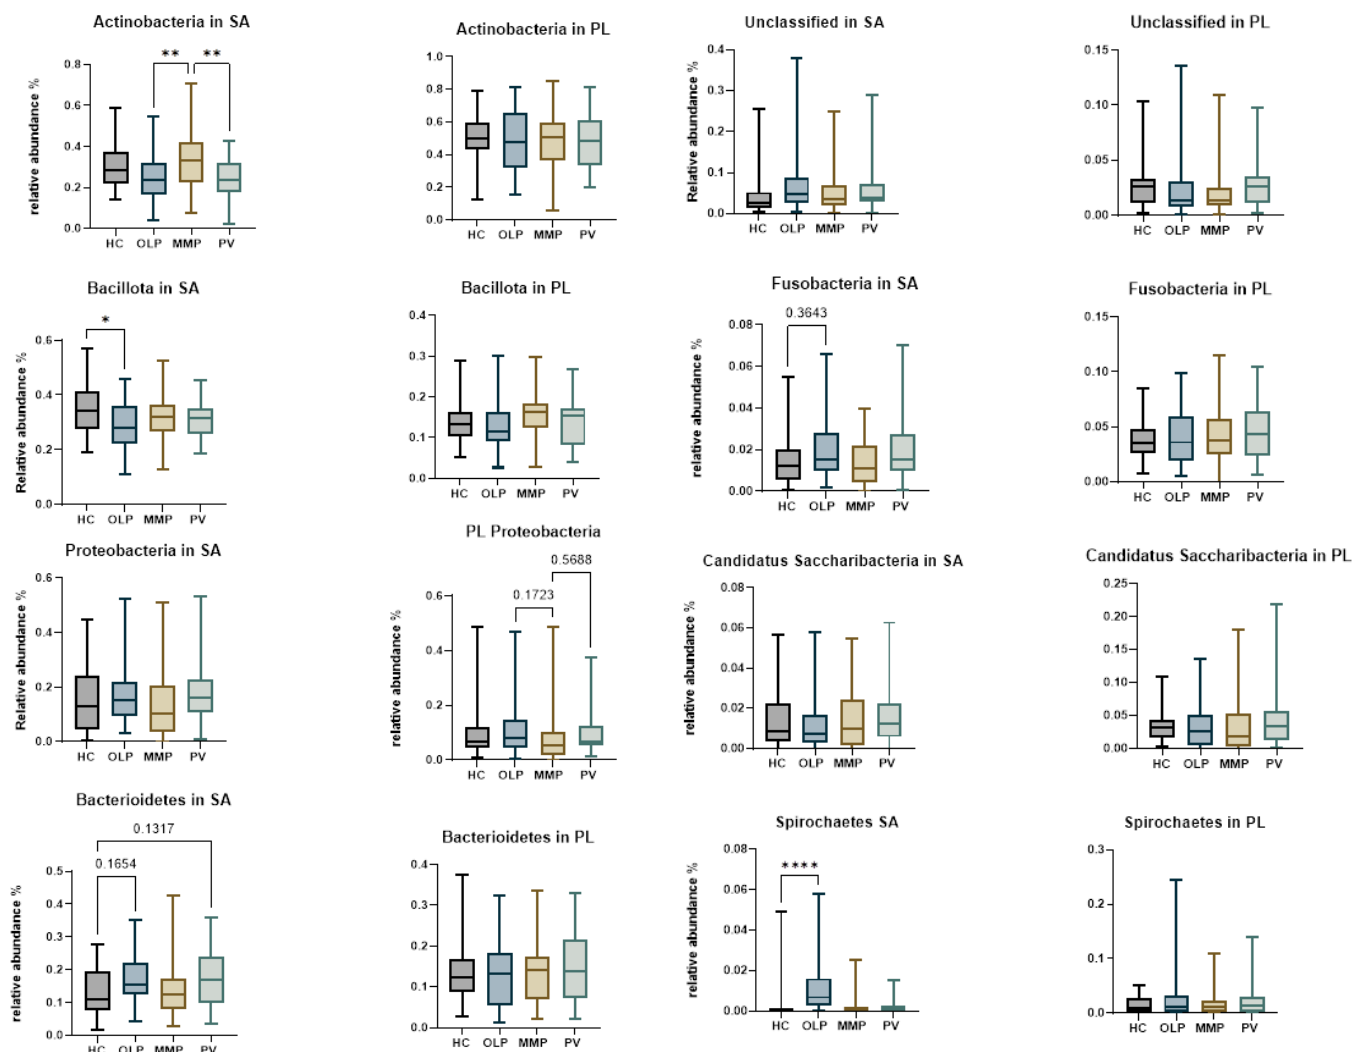 Actinobacteria in SA
** **
relative abundance %
0.8
0.6
0.4
0.2
0.0
HC OLP MMP PV
Actinobacteria in PL
1.0
0.8
0.6
0.4
0.2
0.0
HC OLP MMP PV
Unclassified in SA
Relative abundance %
0.4
0.3
0.2
0.1
0.0
HC OLP MMP PV
Unclassified in PL
0.15
0.10
0.05
0.00
HC OLP MMP PV
Bacillota in SA
*
Relative abundance %
0.6
0.4
0.2
0.0
HC OLP MMP PV
Bacillota in PL
0.4
0.3
0.2
0.1
0.0
HC OLP MMP PV
Fusobacteria in SA
0.3643
relative abundance %
0.08
0.06
0.04
0.02
0.00
HC OLP MMP PV
Fusobacteria in PL
0.15
0.10
0.05
0.00
HC OLP MMP PV
Proteobacteria in SA
Relative abundance %
0.6
0.4
0.2
0.0
HC OLP MMP PV
PL Proteobacteria
0.5688
0.1723
relative abundance %
0.6
0.4
0.2
0.0
HC OLP MMP PV
Candidatus Saccharibacteria in SA
relative abundance %
0.08
0.06
0.04
0.02
0.00
HC OLP MMP PV
Candidatus Saccharibacteria in PL
0.25
0.20
0.15
0.10
0.05
0.00
HC OLP MMP PV
Bacterioidetes in SA
0.1317
0.1654
relative abundance %
0.5
0.4
0.3
0.2
0.1
0.0
HC OLP MMP PV
Bacterioidetes in PL
0.4
0.3
0.2
0.1
0.0
HC OLP MMP PV
Spirochaetes SA
****
relative abundance %
0.08
0.06
0.04
0.02
0.00
HC OLP MMP PV
Spirochaetes in PL
0.3
0.2
0.1
0.0
HC OLP MMP PV